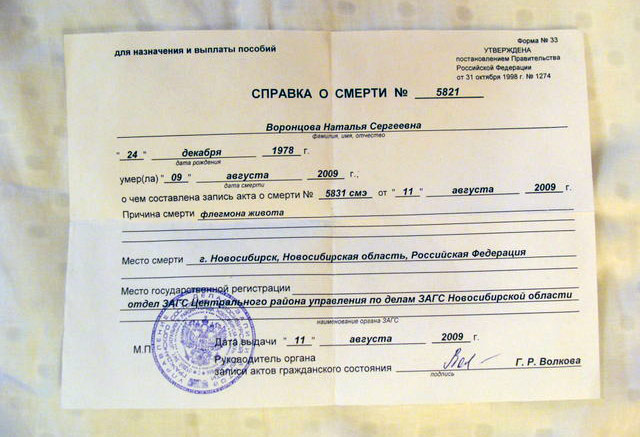 для назначения и выплаты пособий
Форма № 33
УТВЕРЖДЕНА
постановлением Правительства
Российской Федерации
от 31 октября 1998 г. № 1274
СПРАВКА О СМЕРТИ № 5821
Воронцова Наталья Сергеевна
фамилия, имя, отчество
"24" декабря 1978 г.
дата рождения
умер(ла) "09" августа 2009 г.;
дата смерти
о чем составлена запись акта о смерти № 5831 смэ от "11" августа 2009 г.
Причина смерти флегмона живота
Место смерти г. Новосибирск, Новосибирская область, Российская Федерация
Место государственной регистрации
отдел ЗАГС Центрального района управления по делам ЗАГС Новосибирской области
наименование органа ЗАГС
Дата выдачи "11" августа 2009 г.
М.П.
Руководитель органа
записи актов гражданского состояния Г. Р. Волкова
подпись